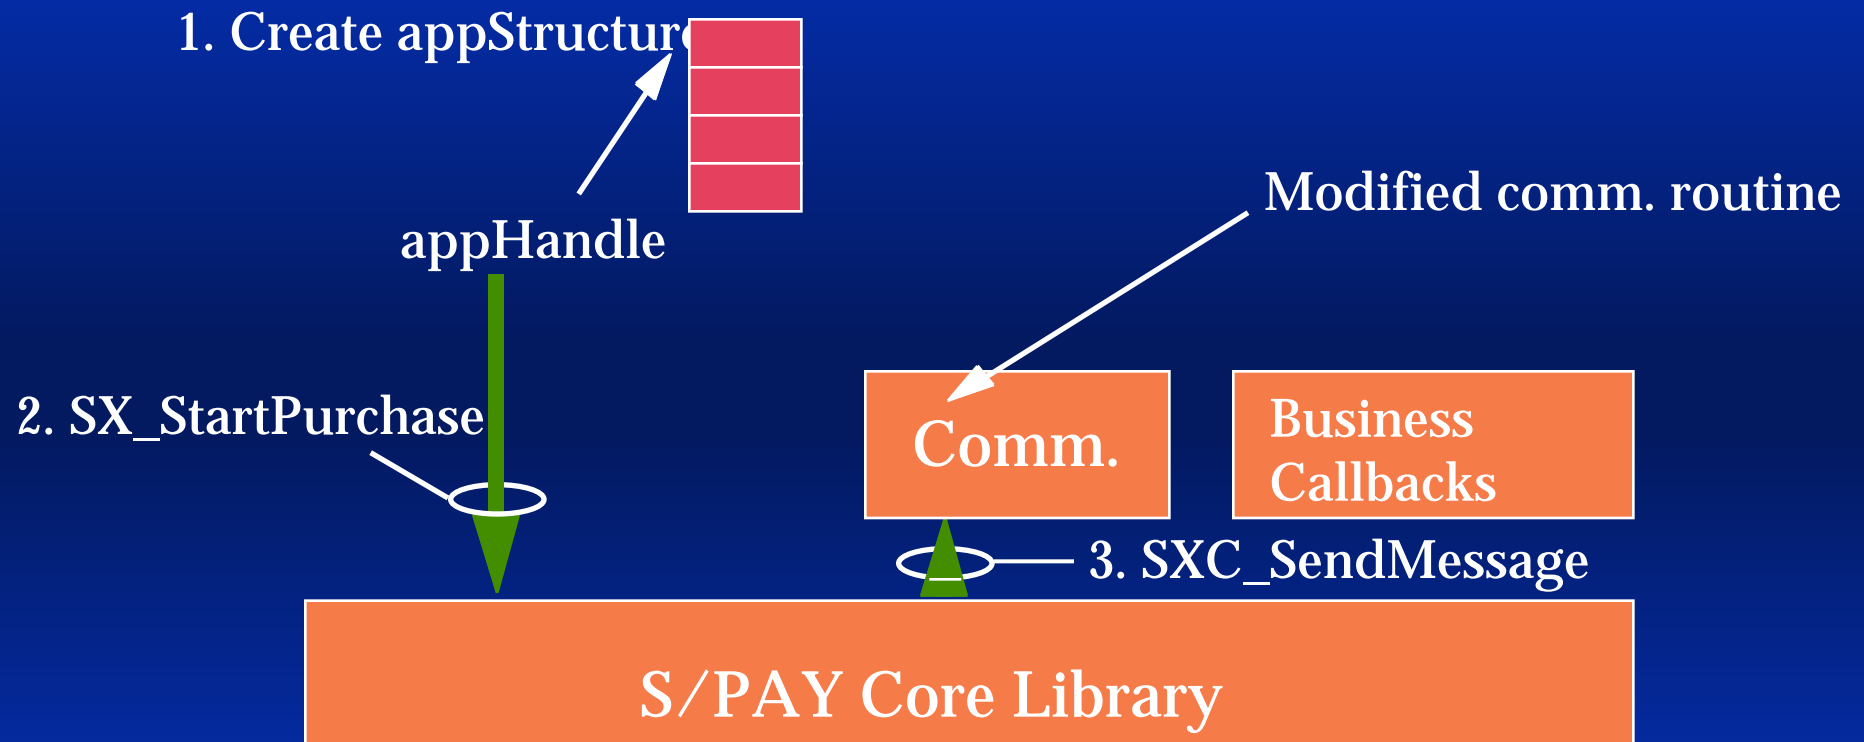 1. Create appStructure
Modified comm. routine
appHandle
2. SX_StartPurchase
Comm.
Business
Callbacks
3. SXC_SendMessage
S/PAY Core Library